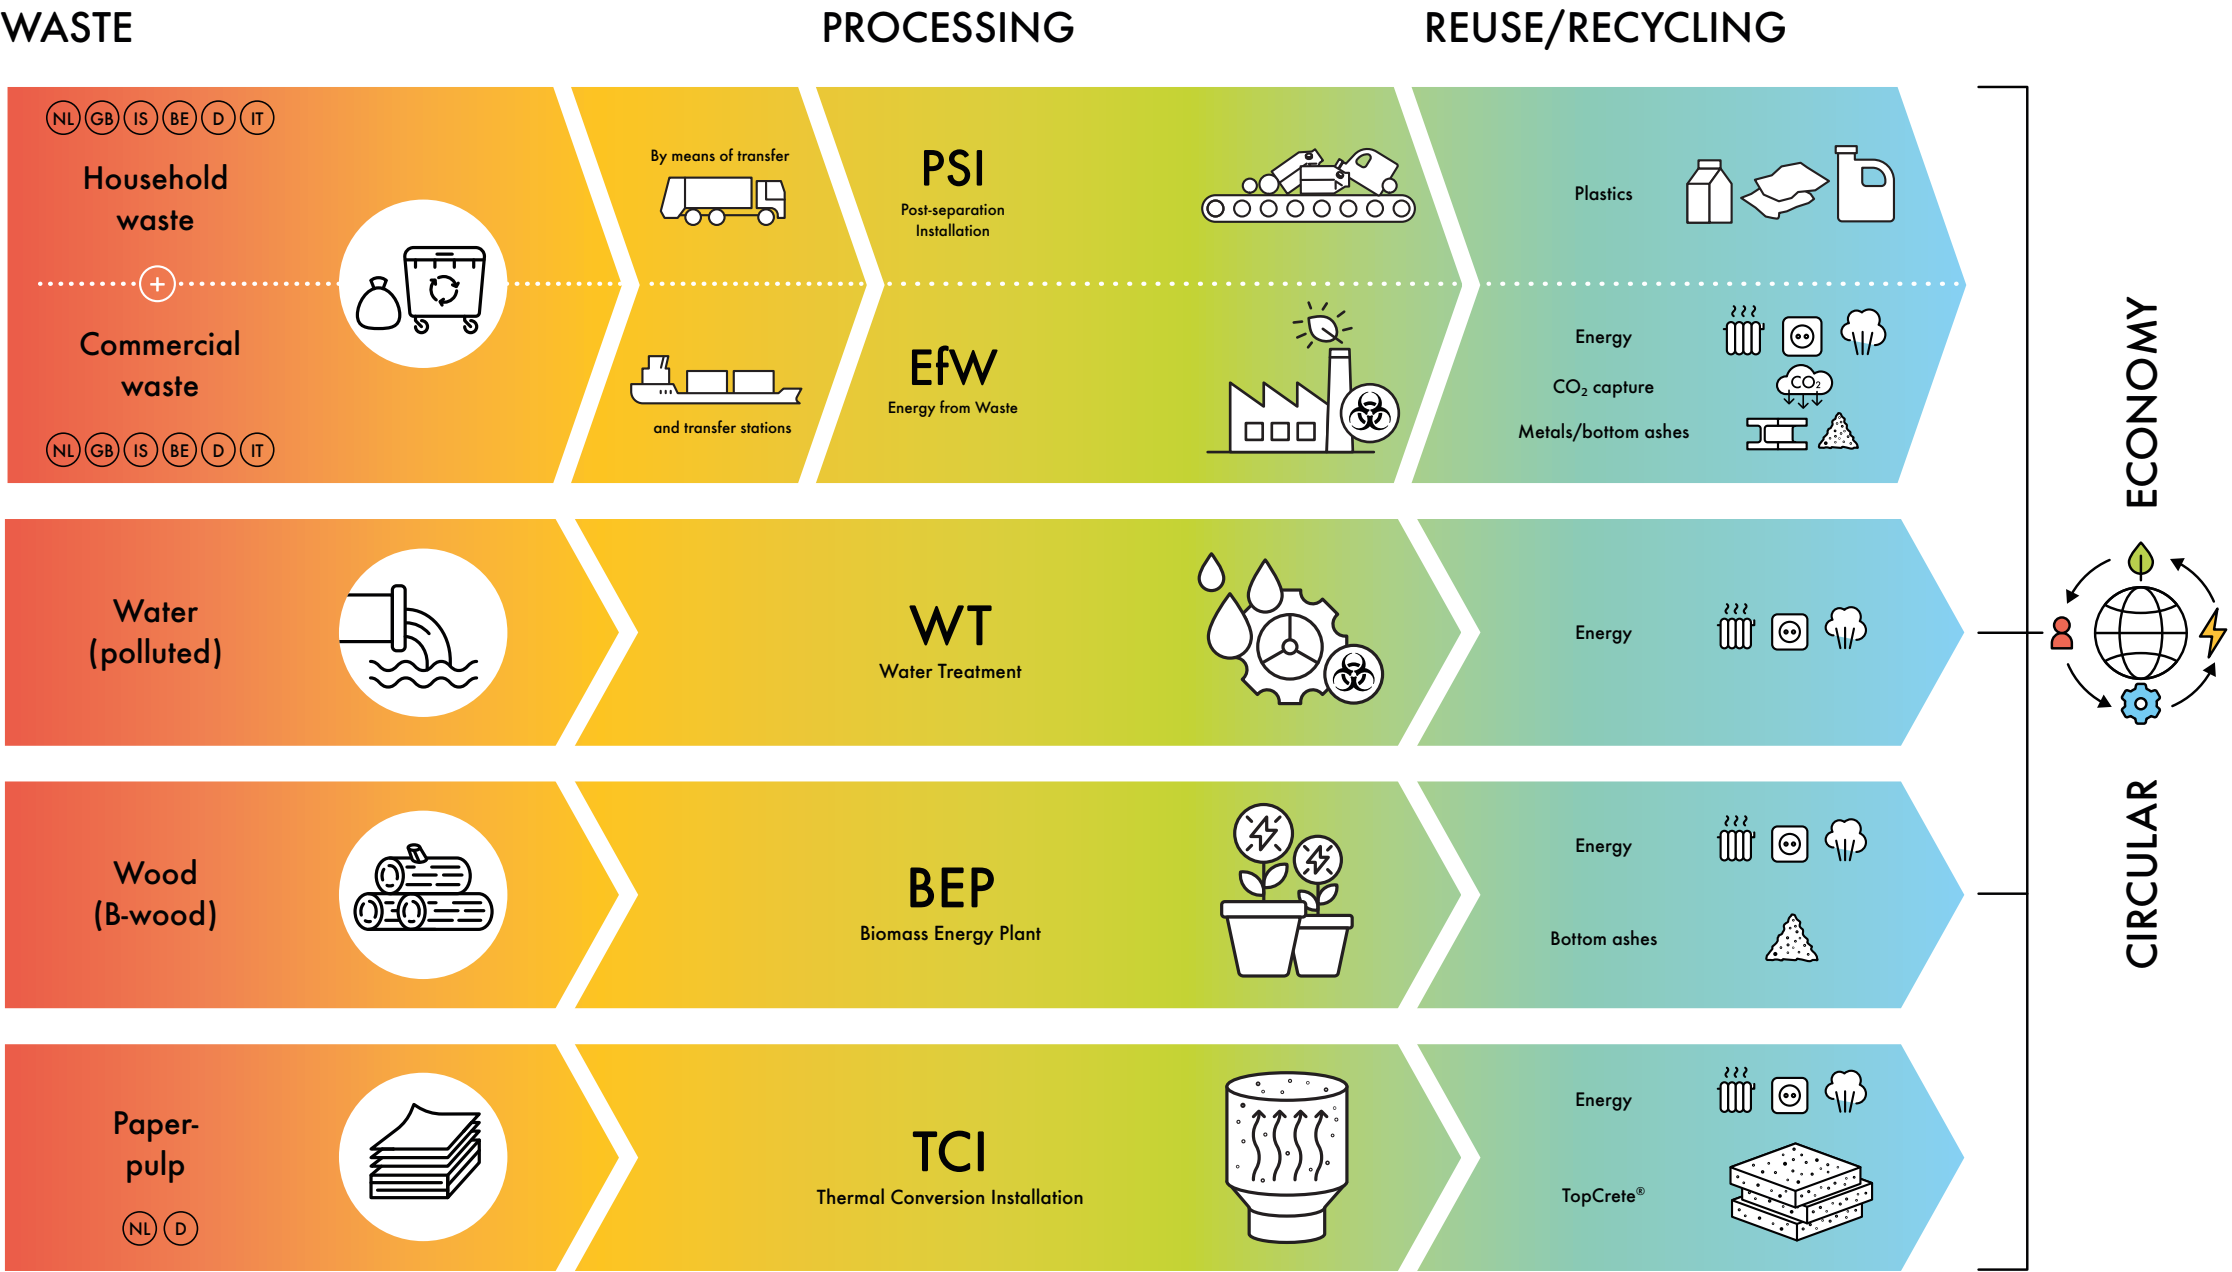 WASTE
PROCESSING
REUSE/RECYCLING
NL GB IS BE D IT
Household
waste
+
Commercial
waste
NL GB IS BE D IT
By means of transfer
and transfer stations
PSI
Post-separation
Installation
EfW
Energy from Waste
Plastics
Energy
CO₂ capture
CO₂
Metals/bottom ashes
Water
(polluted)
WT
Water Treatment
Energy
Wood
(B-wood)
BEP
Biomass Energy Plant
Energy
Bottom ashes
Paper-
pulp
NL D
TCI
Thermal Conversion Installation
Energy
TopCrete®
CIRCULAR ECONOMY